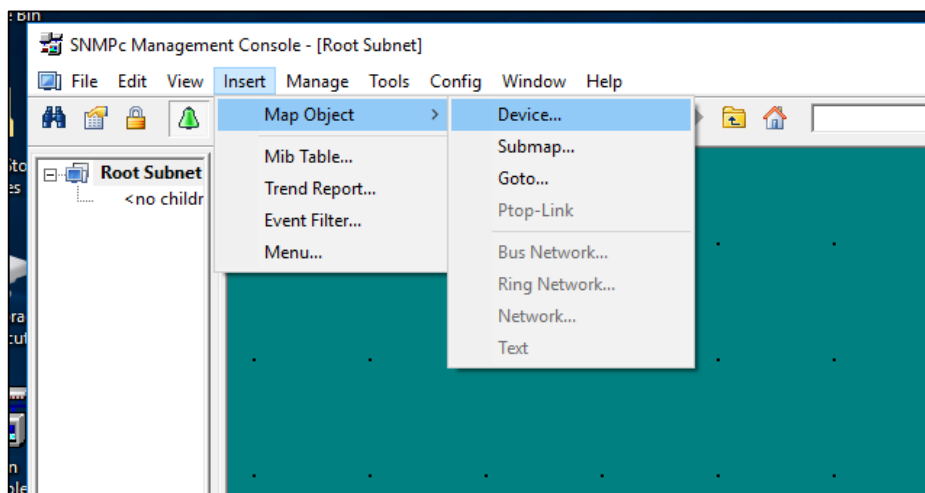 SNMPc Management Console - [Root Subnet]
File Edit View Insert Manage Tools Config Window Help
Map Object
Mib Table...
Trend Report...
Event Filter...
Menu...
Device...
Submap...
Goto...
Ptop-Link
Bus Network...
Ring Network...
Network...
Text
Root Subnet
<no childr